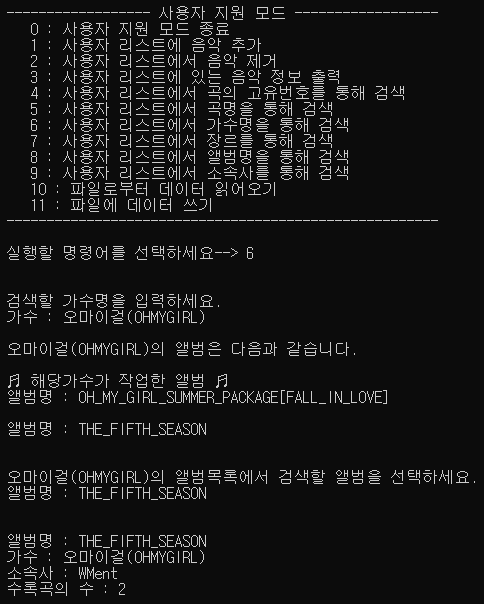 ------------------ 사용자 지원 모드 ------------------
0 : 사용자 지원 모드 종료
1 : 사용자 리스트에 음악 추가
2 : 사용자 리스트에서 음악 제거
3 : 사용자 리스트에 있는 음악 정보 출력
4 : 사용자 리스트에서 곡의 고유번호를 통해 검색
5 : 사용자 리스트에서 곡명을 통해 검색
6 : 사용자 리스트에서 가수명을 통해 검색
7 : 사용자 리스트에서 장르를 통해 검색
8 : 사용자 리스트에서 앨범명을 통해 검색
9 : 사용자 리스트에서 소속사를 통해 검색
10 : 파일로부터 데이터 읽어오기
11 : 파일에 데이터 쓰기
------------------------------------------------------
실행할 명령어를 선택하세요--> 6
검색할 가수명을 입력하세요.
가수 : 오마이걸(OHMYGIRL)
오마이걸(OHMYGIRL)의 앨범은 다음과 같습니다.
♬ 해당가수가 작업한 앨범 ♬
앨범명 : OH_MY_GIRL_SUMMER_PACKAGE[FALL_IN_LOVE]
앨범명 : THE_FIFTH_SEASON
오마이걸(OHMYGIRL)의 앨범목록에서 검색할 앨범을 선택하세요.
앨범명 : THE_FIFTH_SEASON
앨범명 : THE_FIFTH_SEASON
가수 : 오마이걸(OHMYGIRL)
소속사 : WMent
수록곡의 수 : 2